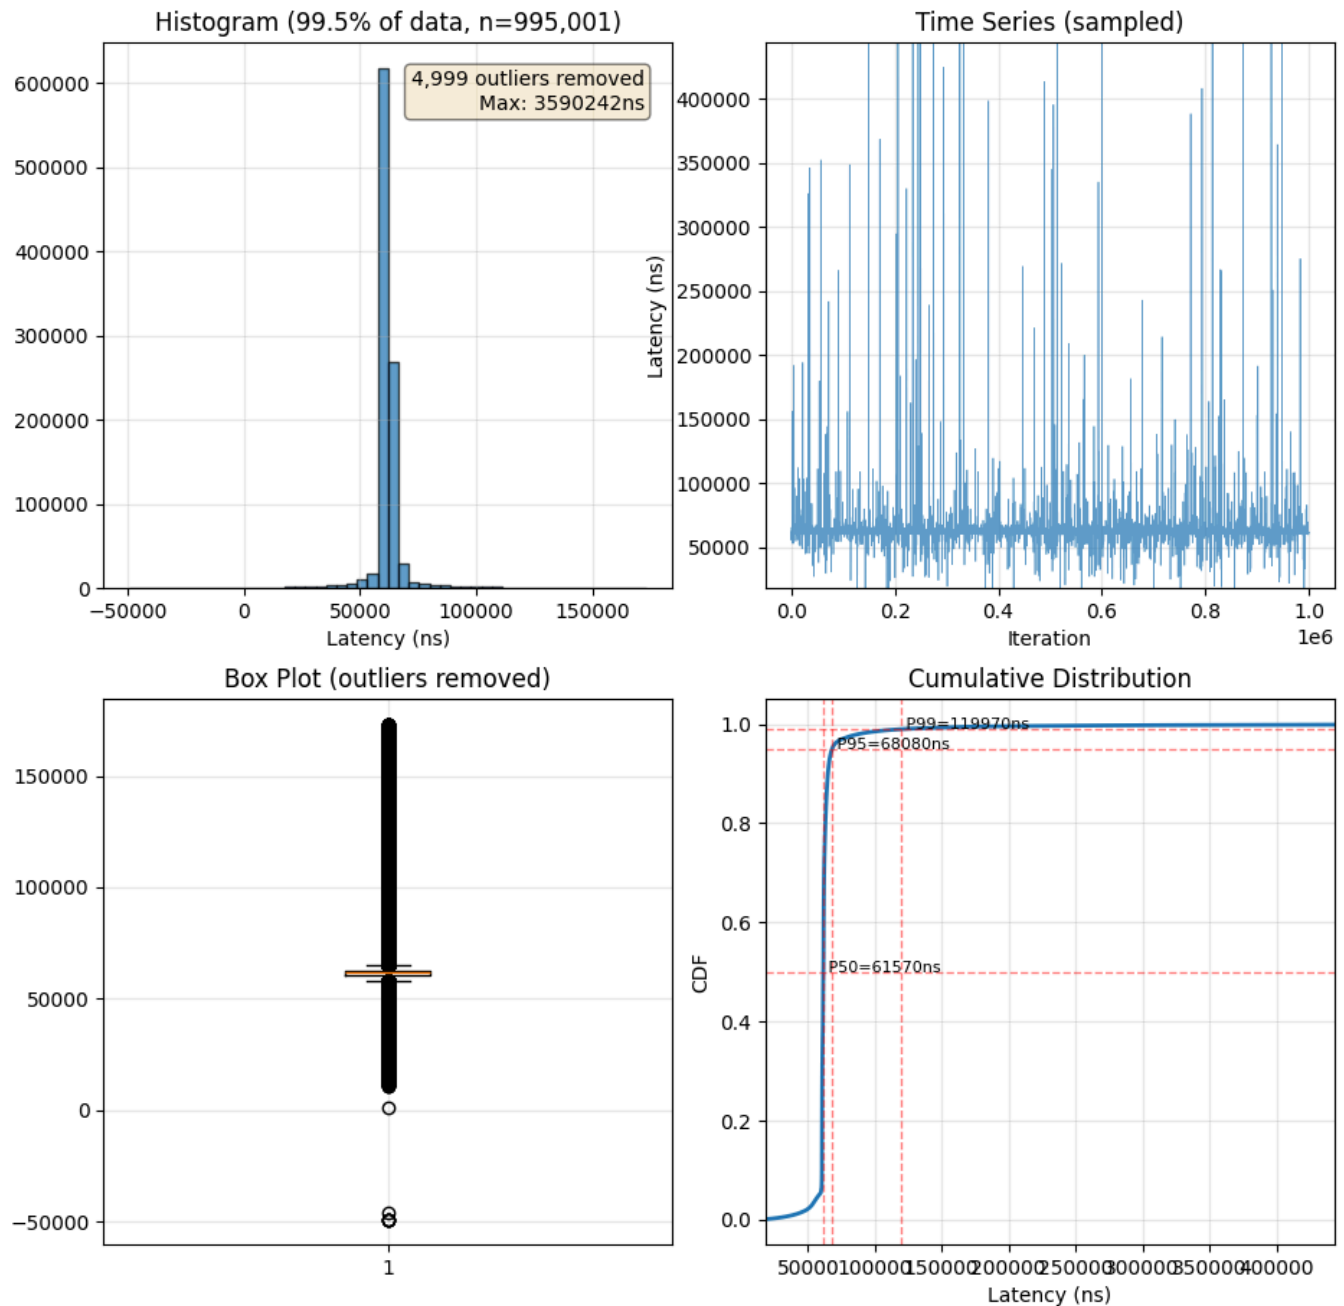 Histogram (99.5% of data, n=995,001)
4,999 outliers removed
Max: 3590242ns
600000
500000
400000
300000
200000
100000
0
−50000 0 50000 100000 150000
Latency (ns)
Time Series (sampled)
Latency (ns)
400000
350000
300000
250000
200000
150000
100000
50000
0.0 0.2 0.4 0.6 0.8 1.0
1e6
Iteration
Box Plot (outliers removed)
150000
100000
50000
0
−50000
1
Cumulative Distribution
CDF
1.0
0.8
0.6
0.4
0.2
0.0
P99=119970ns
P95=68080ns
P50=61570ns
50000 100000 150000 200000 250000 300000 350000 400000
Latency (ns)